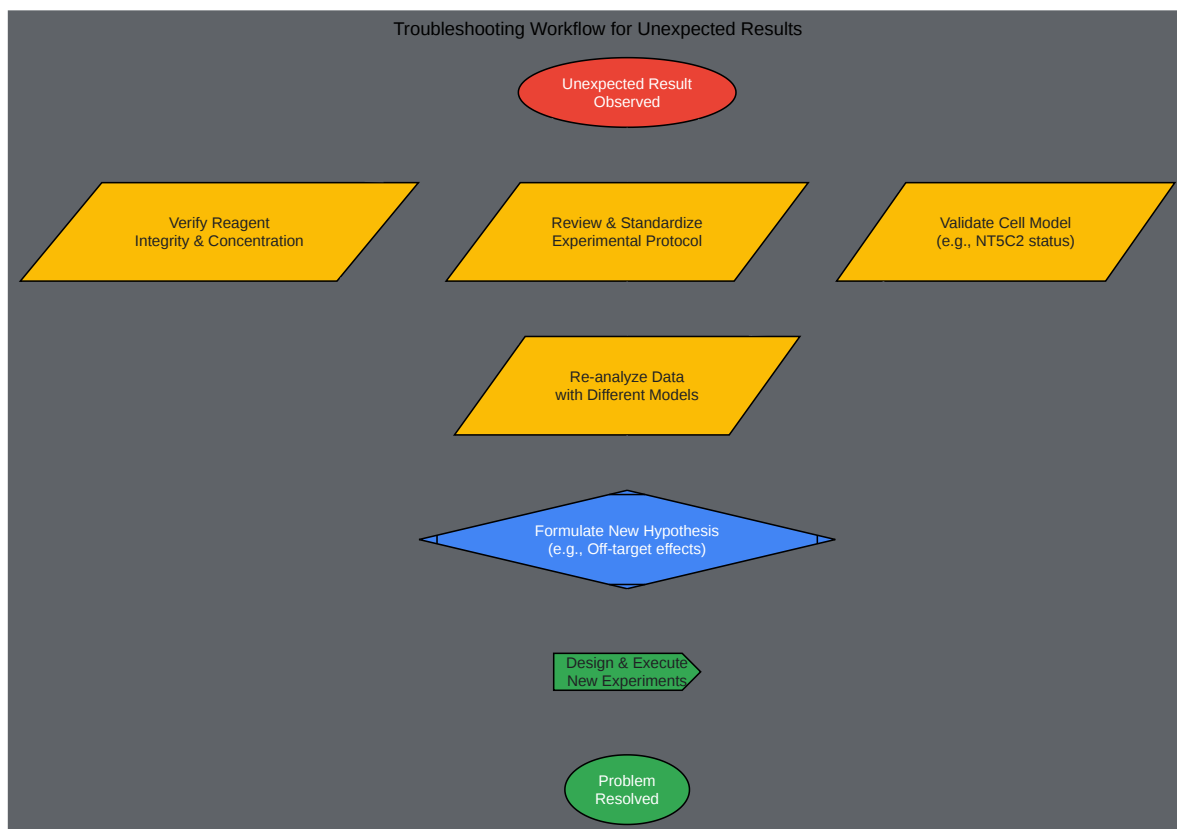 Troubleshooting Workflow for Unexpected Results
Unexpected Result
Observed
Verify Reagent
Integrity & Concentration
Review & Standardize
Experimental Protocol
Validate Cell Model
(e.g., NT5C2 status)
Re-analyze Data
with Different Models
Formulate New Hypothesis
(e.g., Off-target effects)
Design & Execute
New Experiments
Problem
Resolved